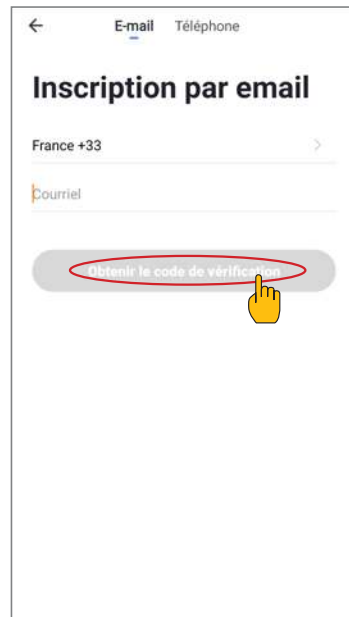 E-mail Téléphone
Inscription par email
France +33
Courriel
Obtenir le code de vérification